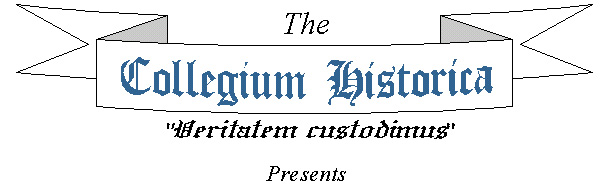 The
Collegium Historica
"Veritatem custodimus"
Presents